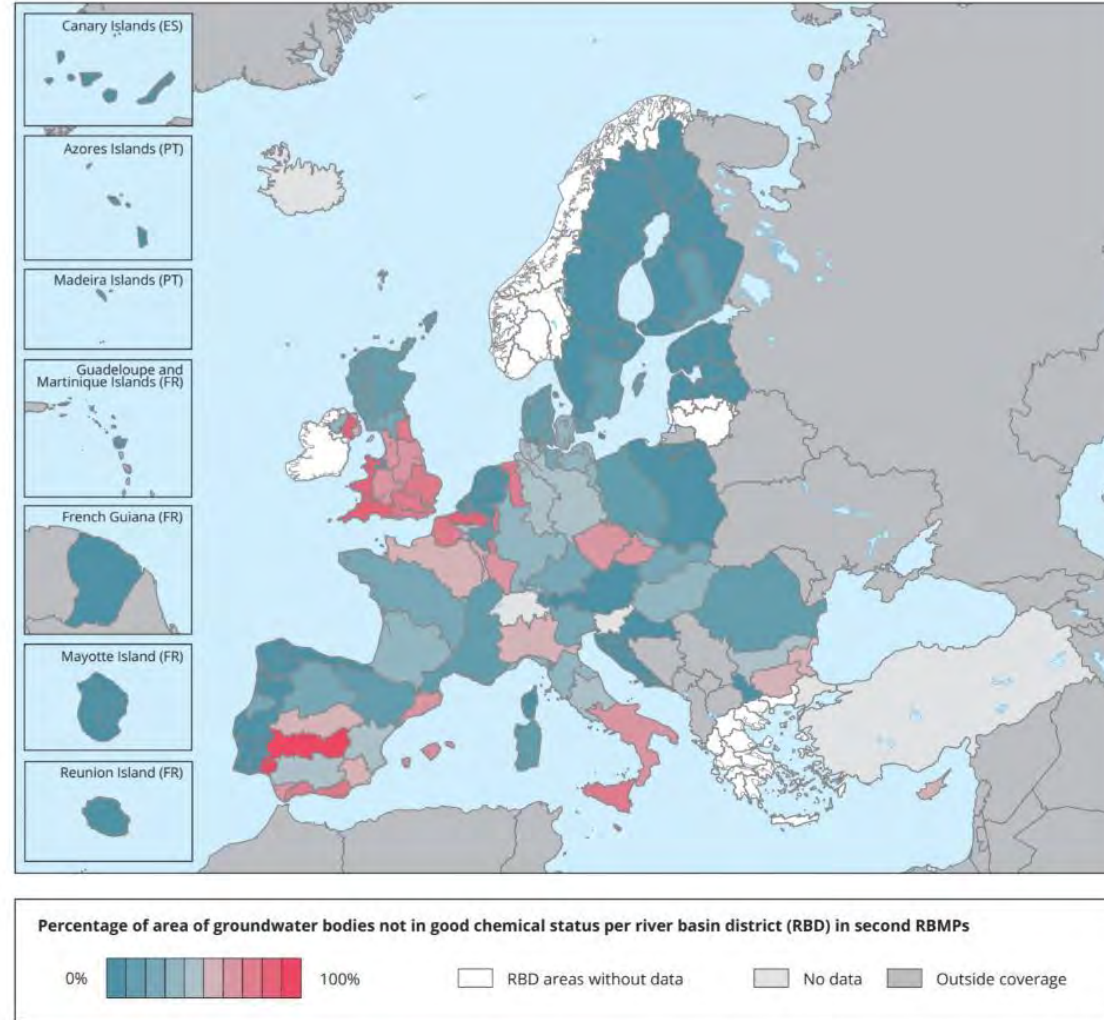 Canary Islands (ES)
Azores Islands (PT)
Madeira Islands (PT)
Guadeloupe and
Martinique Islands (FR)
French Guiana (FR)
Mayotte Island (FR)
Reunion Island (FR)
Percentage of area of groundwater bodies not in good chemical status per river basin district (RBD) in second RBMPs
0% 100% RBD areas without data No data Outside coverage